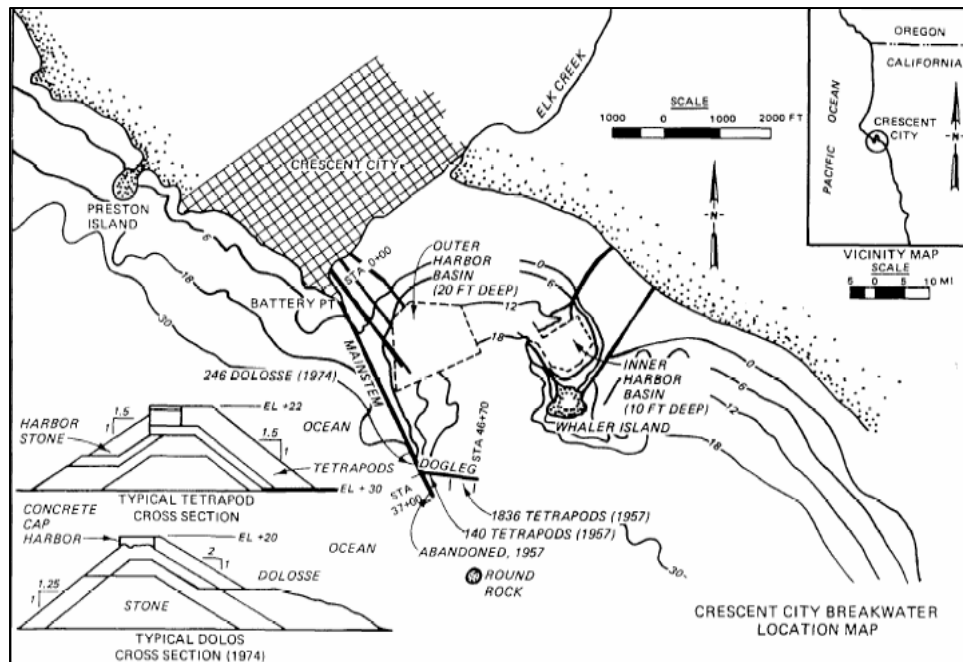 OREGON
CALIFORNIA
PACIFIC OCEAN
CRESCENT
CITY
N
VICINITY MAP
SCALE
5 0 5 10 MI
SCALE
1000 0 1000 2000 FT
N
ELK CREEK
CRESCENT CITY
PRESTON
ISLAND
6
18
30
BATTERY PT
STA 0+00
OUTER
HARBOR
BASIN
(20 FT DEEP)
0
6
12
18
MAINSTEM
246 DOLOSSE (1974)
OCEAN
INNER
HARBOR
BASIN
(10 FT DEEP)
WHALER ISLAND
0
6
12
18
STA 46+70
DOGLEG
STA
37+00
1836 TETRAPODS (1957)
140 TETRAPODS (1957)
ABANDONED, 1957
OCEAN
30
ROUND
ROCK
EL +22
1.5
1
HARBOR
STONE
1.5
1
TETRAPODS
EL +30
TYPICAL TETRAPOD
CROSS SECTION
CONCRETE
CAP
HARBOR
EL +20
2
1
DOLOSSE
1.25
1
STONE
TYPICAL DOLOS
CROSS SECTION (1974)
CRESCENT CITY BREAKWATER
LOCATION MAP